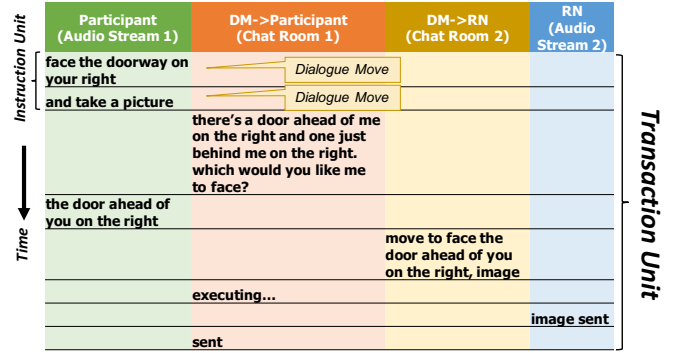 Participant
(Audio Stream 1)
DM->Participant
(Chat Room 1)
DM->RN
(Chat Room 2)
RN
(Audio
Stream 2)
Instruction Unit
face the doorway on
your right
Dialogue Move
and take a picture
Dialogue Move
there's a door ahead of me
on the right and one just
behind me on the right.
which would you like me
to face?
Time
the door ahead of
you on the right
move to face the
door ahead of you
on the right, image
executing...
image sent
sent
Transaction Unit